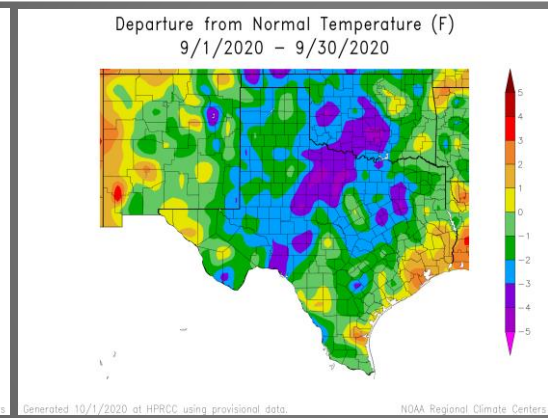 Departure from Normal Temperature (F)
9/1/2020 – 9/30/2020
5
4
3
2
1
0
-1
-2
-3
-4
-5
s
Generated 10/1/2020 at HPRCC using provisional data.
NOAA Regional Climate Centers